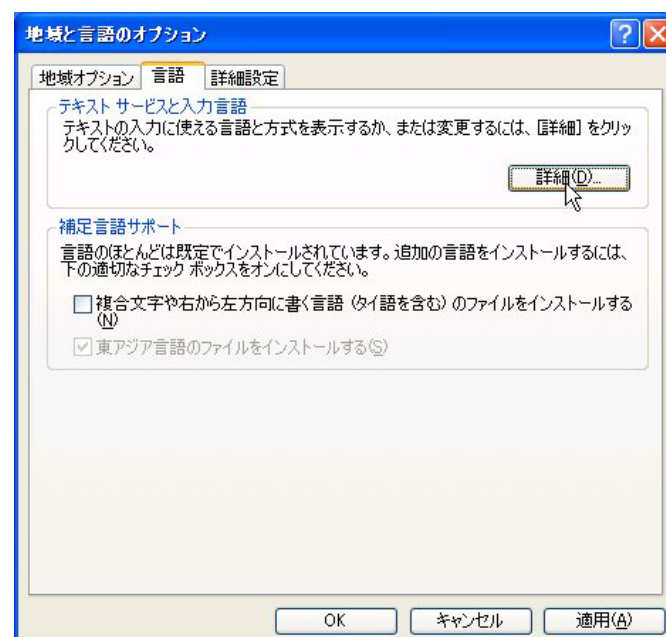 地域と言語のオプション
地域オプション 言語 詳細設定
テキスト サービスと入力言語
テキストの入力に使える言語と方式を表示するか、または変更するには、[詳細] をクリッ
クしてください。
詳細(D)...
補足言語サポート
言語のほとんどは既定でインストールされています。追加の言語をインストールするには、
下の適切なチェック ボックスをオンにしてください。
複合文字や右から左方向に書く言語 (タイ語を含む) のファイルをインストールする
(N)
東アジア言語のファイルをインストールする(S)
OK キャンセル 適用(A)